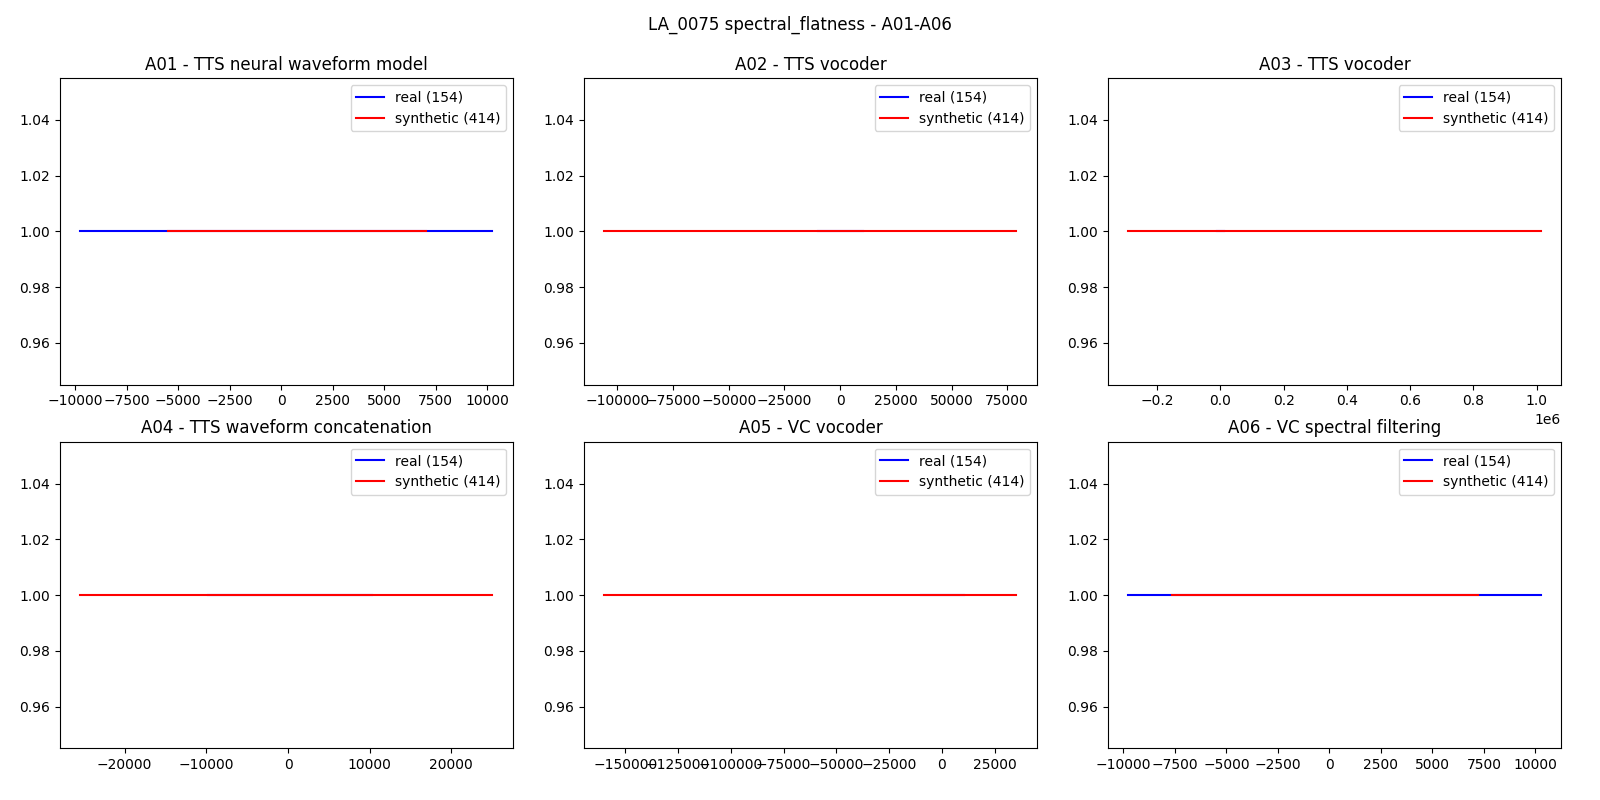 LA_0075 spectral_flatness - A01-A06
A01 - TTS neural waveform model
real (154)
synthetic (414)
1.04
1.02
1.00
0.98
0.96
−10000 −7500 −5000 −2500 0 2500 5000 7500 10000
A02 - TTS vocoder
real (154)
synthetic (414)
1.04
1.02
1.00
0.98
0.96
−100000 −75000 −50000 −25000 0 25000 50000 75000
A03 - TTS vocoder
real (154)
synthetic (414)
1.04
1.02
1.00
0.98
0.96
−0.2 0.0 0.2 0.4 0.6 0.8 1.0
1e6
A04 - TTS waveform concatenation
real (154)
synthetic (414)
1.04
1.02
1.00
0.98
0.96
−20000 −10000 0 10000 20000
A05 - VC vocoder
real (154)
synthetic (414)
1.04
1.02
1.00
0.98
0.96
−150000 −125000 −100000 −75000 −50000 −25000 0 25000
A06 - VC spectral filtering
real (154)
synthetic (414)
1.04
1.02
1.00
0.98
0.96
−10000 −7500 −5000 −2500 0 2500 5000 7500 10000